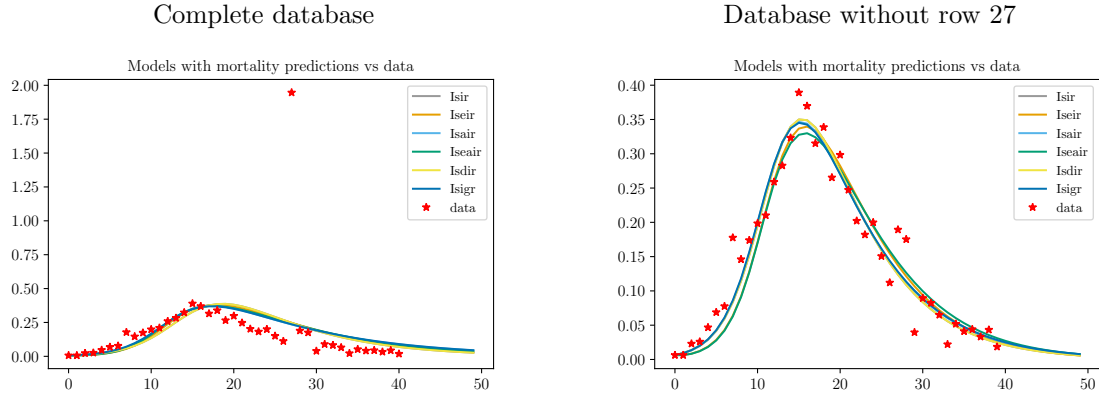 Complete database
Models with mortality predictions vs data
2.00
1.75
1.50
1.25
1.00
0.75
0.50
0.25
0.00
0 10 20 30 40 50
Isir
Iseir
Isair
Iseair
Isdir
Isigr
data
Database without row 27
Models with mortality predictions vs data
0.40
0.35
0.30
0.25
0.20
0.15
0.10
0.05
0.00
0 10 20 30 40 50
Isir
Iseir
Isair
Iseair
Isdir
Isigr
data